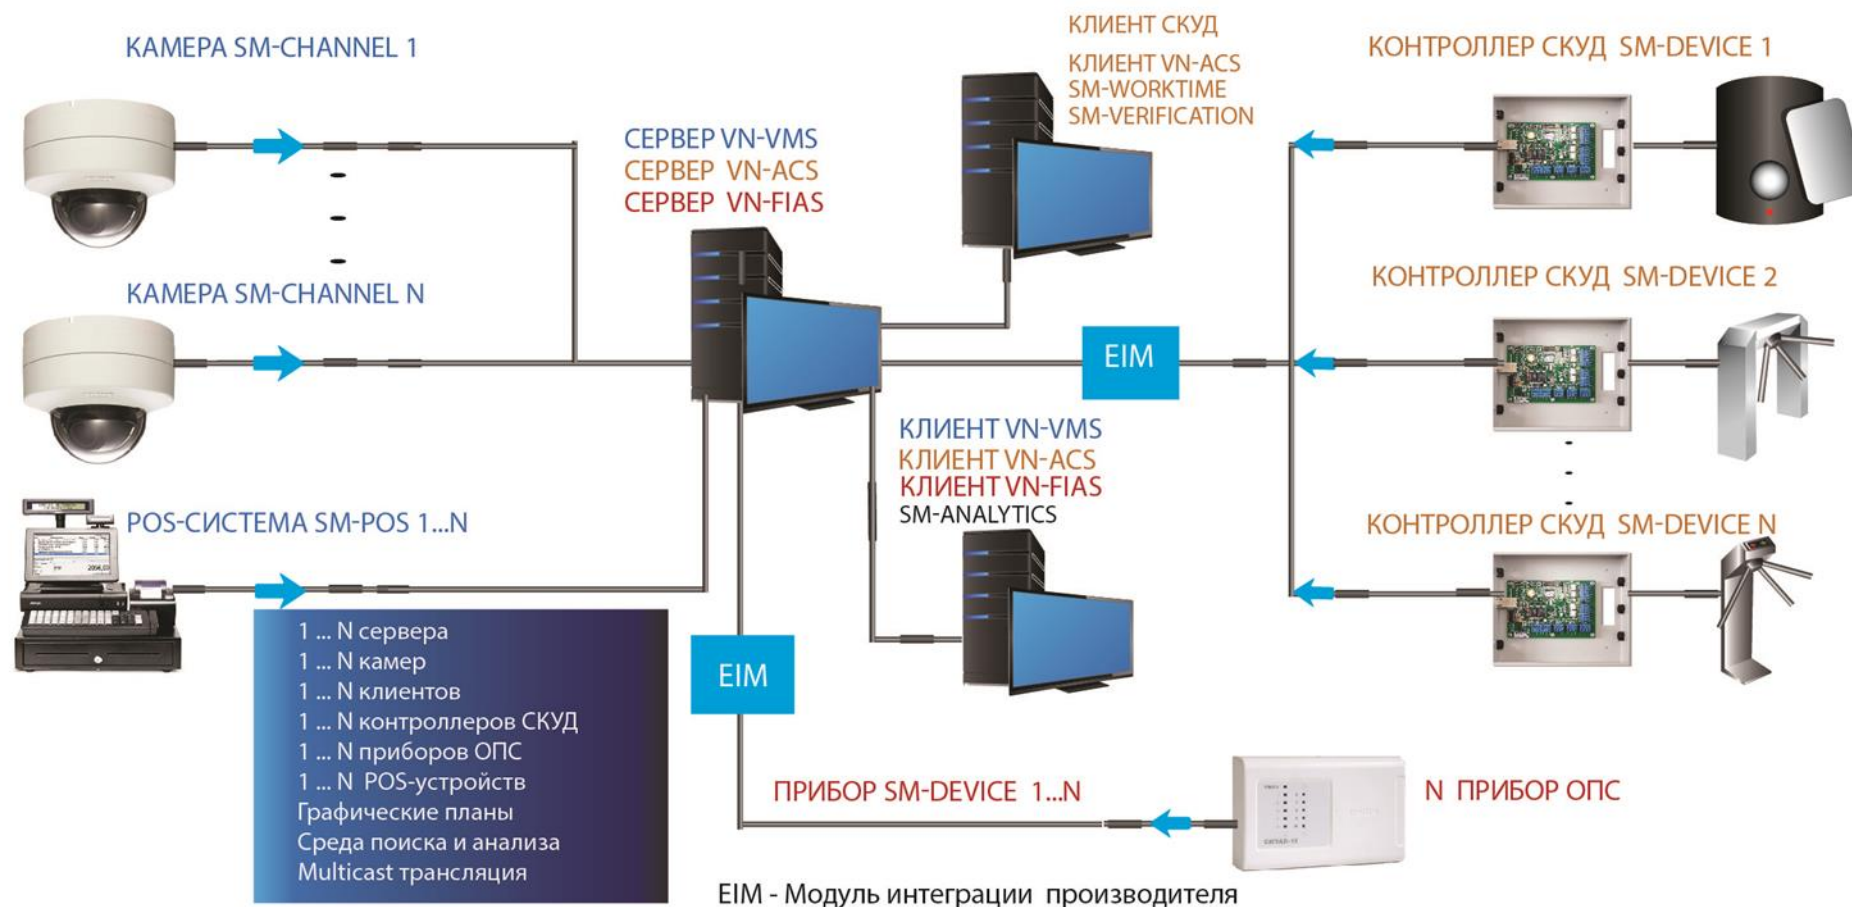 КАМЕРА SM-CHANNEL 1
КАМЕРА SM-CHANNEL N
POS-СИСТЕМА SM-POS 1...N
1 ... N сервера
1 ... N камер
1 ... N клиентов
1 ... N контроллеров СКУД
1 ... N приборов ОПС
1 ... N POS-устройств
Графические планы
Среда поиска и анализа
Multicast трансляция
СЕРВЕР VN-VMS
СЕРВЕР VN-ACS
СЕРВЕР VN-FIAS
КЛИЕНТ СКУД
КЛИЕНТ VN-ACS
SM-WORKTIME
SM-VERIFICATION
EIM
КЛИЕНТ VN-VMS
КЛИЕНТ VN-ACS
КЛИЕНТ VN-FIAS
SM-ANALYTICS
EIM
КОНТРОЛЛЕР СКУД SM-DEVICE 1
КОНТРОЛЛЕР СКУД SM-DEVICE 2
КОНТРОЛЛЕР СКУД SM-DEVICE N
ПРИБОР SM-DEVICE 1...N
N ПРИБОР ОПС
EIM - Модуль интеграции производителя